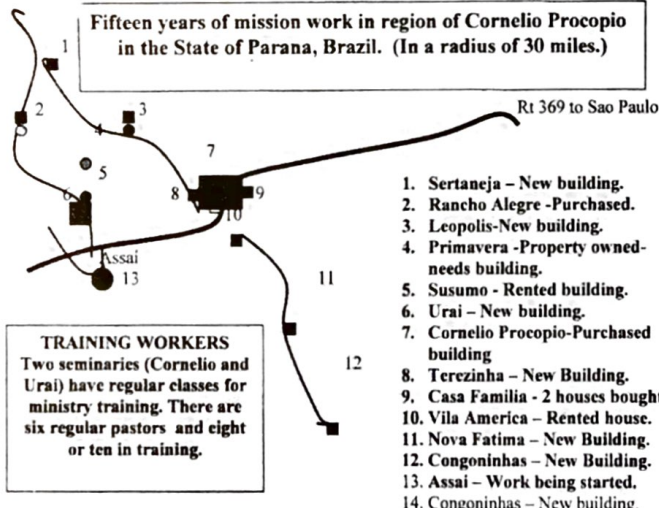 Fifteen years of mission work in region of Cornelio Procopio
in the State of Parana, Brazil. (In a radius of 30 miles.)
1
2
3
Rt 369 to Sao Paulo
4
7
5
6
8
9
10
Assai
13
11
12
1. Sertaneja – New building.
2. Rancho Alegre -Purchased.
3. Leopolis-New building.
4. Primavera -Property owned-
needs building.
5. Susumo - Rented building.
6. Urai – New building.
7. Cornelio Procopio-Purchased
building
8. Terezinha – New Building.
9. Casa Familia - 2 houses bought
10. Vila America – Rented house.
11. Nova Fatima – New Building.
12. Congoninhas – New Building.
13. Assai – Work being started.
14. Congoninhas – New building.
TRAINING WORKERS
Two seminaries (Cornelio and
Urai) have regular classes for
ministry training. There are
six regular pastors and eight
or ten in training.